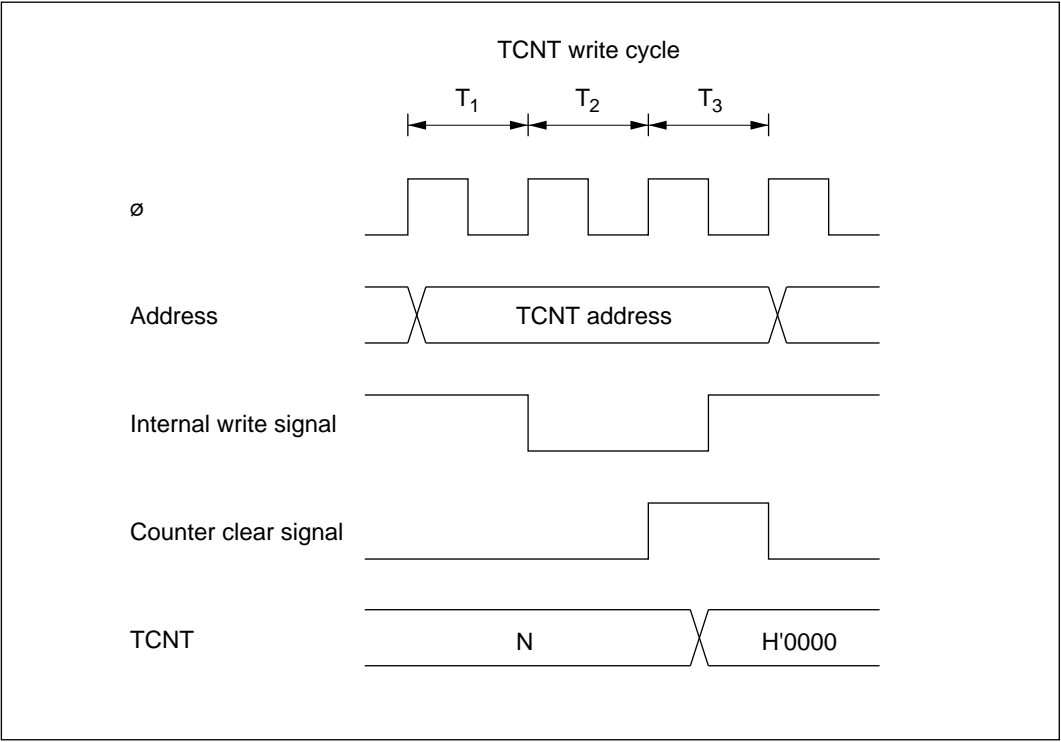 TCNT write cycle
T1 T2 T3
ø
Address TCNT address
Internal write signal
Counter clear signal
TCNT N H'0000